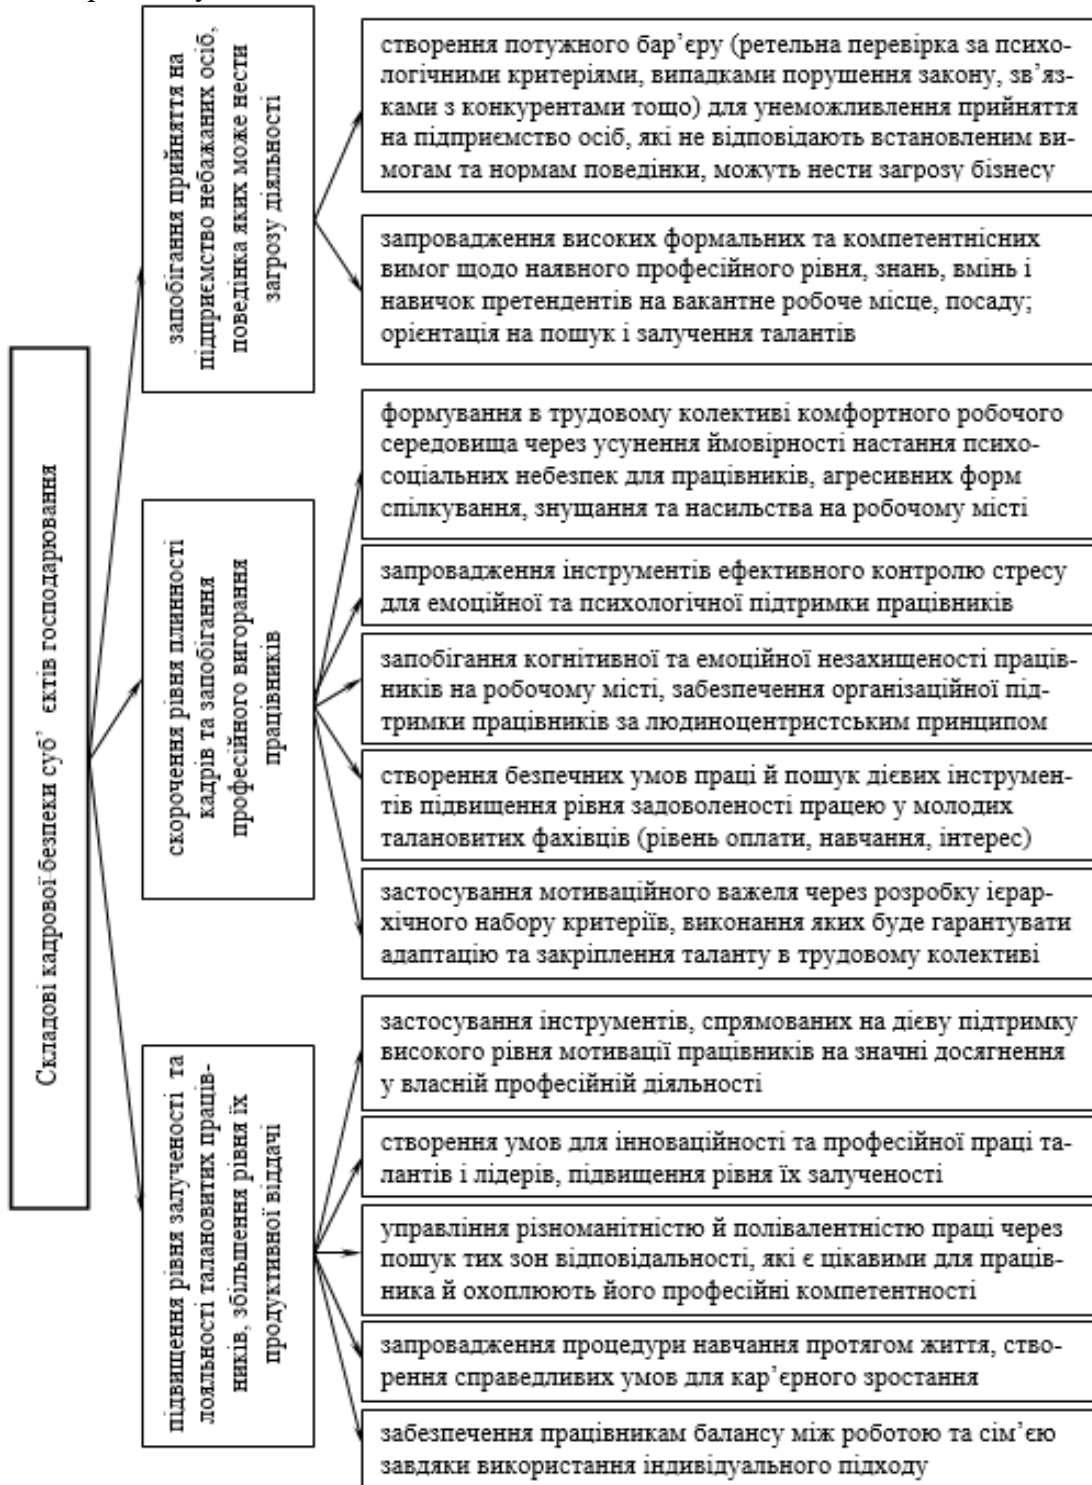 Складові кадрової безпеки суб’ єктів господарювання
запобігання прийняття на
підприємство небажаних осіб,
поведінка яких може нести
загрозу діяльності
створення потужного бар’єру (ретельна перевірка за психо-
логічними критеріями, випадками порушення закону, зв’яз-
ками з конкурентами тощо) для унеможливлення прийняття
на підприємство осіб, які не відповідають встановленим ви-
могам та нормам поведінки, можуть нести загрозу бізнесу
запровадження високих формальних та компетентнісних
вимог щодо наявного професійного рівня, знань, вмінь і
навичок претендентів на вакантне робоче місце, посаду;
орієнтація на пошук і залучення талантів
скорочення рівня плинності
кадрів та запобігання
професійного вигорання
працівників
формування в трудовому колективі комфортного робочого
середовища через усунення ймовірності настання психо-
соціальних небезпек для працівників, агресивних форм
спілкування, знущання та насильства на робочому місті
запровадження інструментів ефективного контролю стресу
для емоційної та психологічної підтримки працівників
запобігання когнітивної та емоційної незахищеності праців-
ників на робочому місті, забезпечення організаційної під-
тримки працівників за людиноцентристським принципом
створення безпечних умов праці й пошук дієвих інструмен-
тів підвищення рівня задоволеності працею у молодих
талановитих фахівців (рівень оплати, навчання, інтерес)
застосування мотиваційного важеля через розробку ієрар-
хічного набору критеріїв, виконання яких буде гарантувати
адаптацію та закріплення таланту в трудовому колективі
підвищення рівня залученості та
лояльності талановитих праців-
ників, збільшення рівня їх
продуктивної віддачі
застосування інструментів, спрямованих на дієву підтримку
високого рівня мотивації працівників на значні досягнення
у власній професійній діяльності
створення умов для інноваційності та професійної праці та-
лантів і лідерів, підвищення рівня їх залученості
управління різноманітністю й полівалентністю праці через
пошук тих зон відповідальності, які є цікавими для праців-
ника й охоплюють його професійні компетентності
запровадження процедури навчання протягом життя, ство-
рення справедливих умов для кар’єрного зростання
забезпечення працівникам балансу між роботою та сім’єю
завдяки використання індивідуального підходу